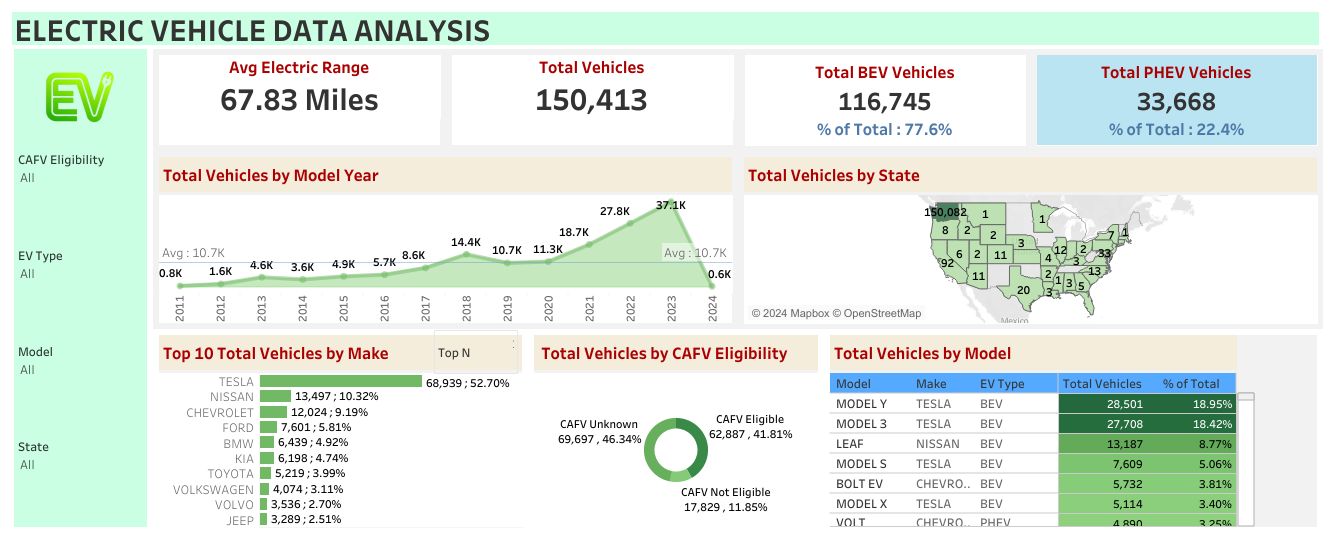 ELECTRIC VEHICLE DATA ANALYSIS
EV
CAFV Eligibility
All
EV Type
All
Model
All
State
All
Avg Electric Range
67.83 Miles
Total Vehicles
150,413
Total BEV Vehicles
116,745
% of Total : 77.6%
Total PHEV Vehicles
33,668
% of Total : 22.4%
Total Vehicles by Model Year
0.8K 1.6K 4.6K 3.6K 4.9K 5.7K 8.6K 14.4K 10.7K 11.3K 18.7K 27.8K 37.1K 0.6K
Avg : 10.7K Avg : 10.7K
2011 2012 2013 2014 2015 2016 2017 2018 2019 2020 2021 2022 2023 2024
Total Vehicles by State
150,082 1 1
8 2 2 3 7 1
92 6 2 11 4 12 2 3 33
11 20 2 3 1 3 5 13
Mexico
© 2024 Mapbox © OpenStreetMap
Top 10 Total Vehicles by Make
Top N
TESLA 68,939 ; 52.70%
NISSAN 13,497 ; 10.32%
CHEVROLET 12,024 ; 9.19%
FORD 7,601 ; 5.81%
BMW 6,439 ; 4.92%
KIA 6,198 ; 4.74%
TOYOTA 5,219 ; 3.99%
VOLKSWAGEN 4,074 ; 3.11%
VOLVO 3,536 ; 2.70%
JEEP 3,289 ; 2.51%
Total Vehicles by CAFV Eligibility
CAFV Unknown
69,697 , 46.34%
CAFV Eligible
62,887 , 41.81%
CAFV Not Eligible
17,829 , 11.85%
Total Vehicles by Model
Model Make EV Type Total Vehicles % of Total
MODEL Y TESLA BEV 28,501 18.95%
MODEL 3 TESLA BEV 27,708 18.42%
LEAF NISSAN BEV 13,187 8.77%
MODEL S TESLA BEV 7,609 5.06%
BOLT EV CHEVRO.. BEV 5,732 3.81%
MODEL X TESLA BEV 5,114 3.40%
VOLT CHEVRO.. PHEV 4,890 3.25%